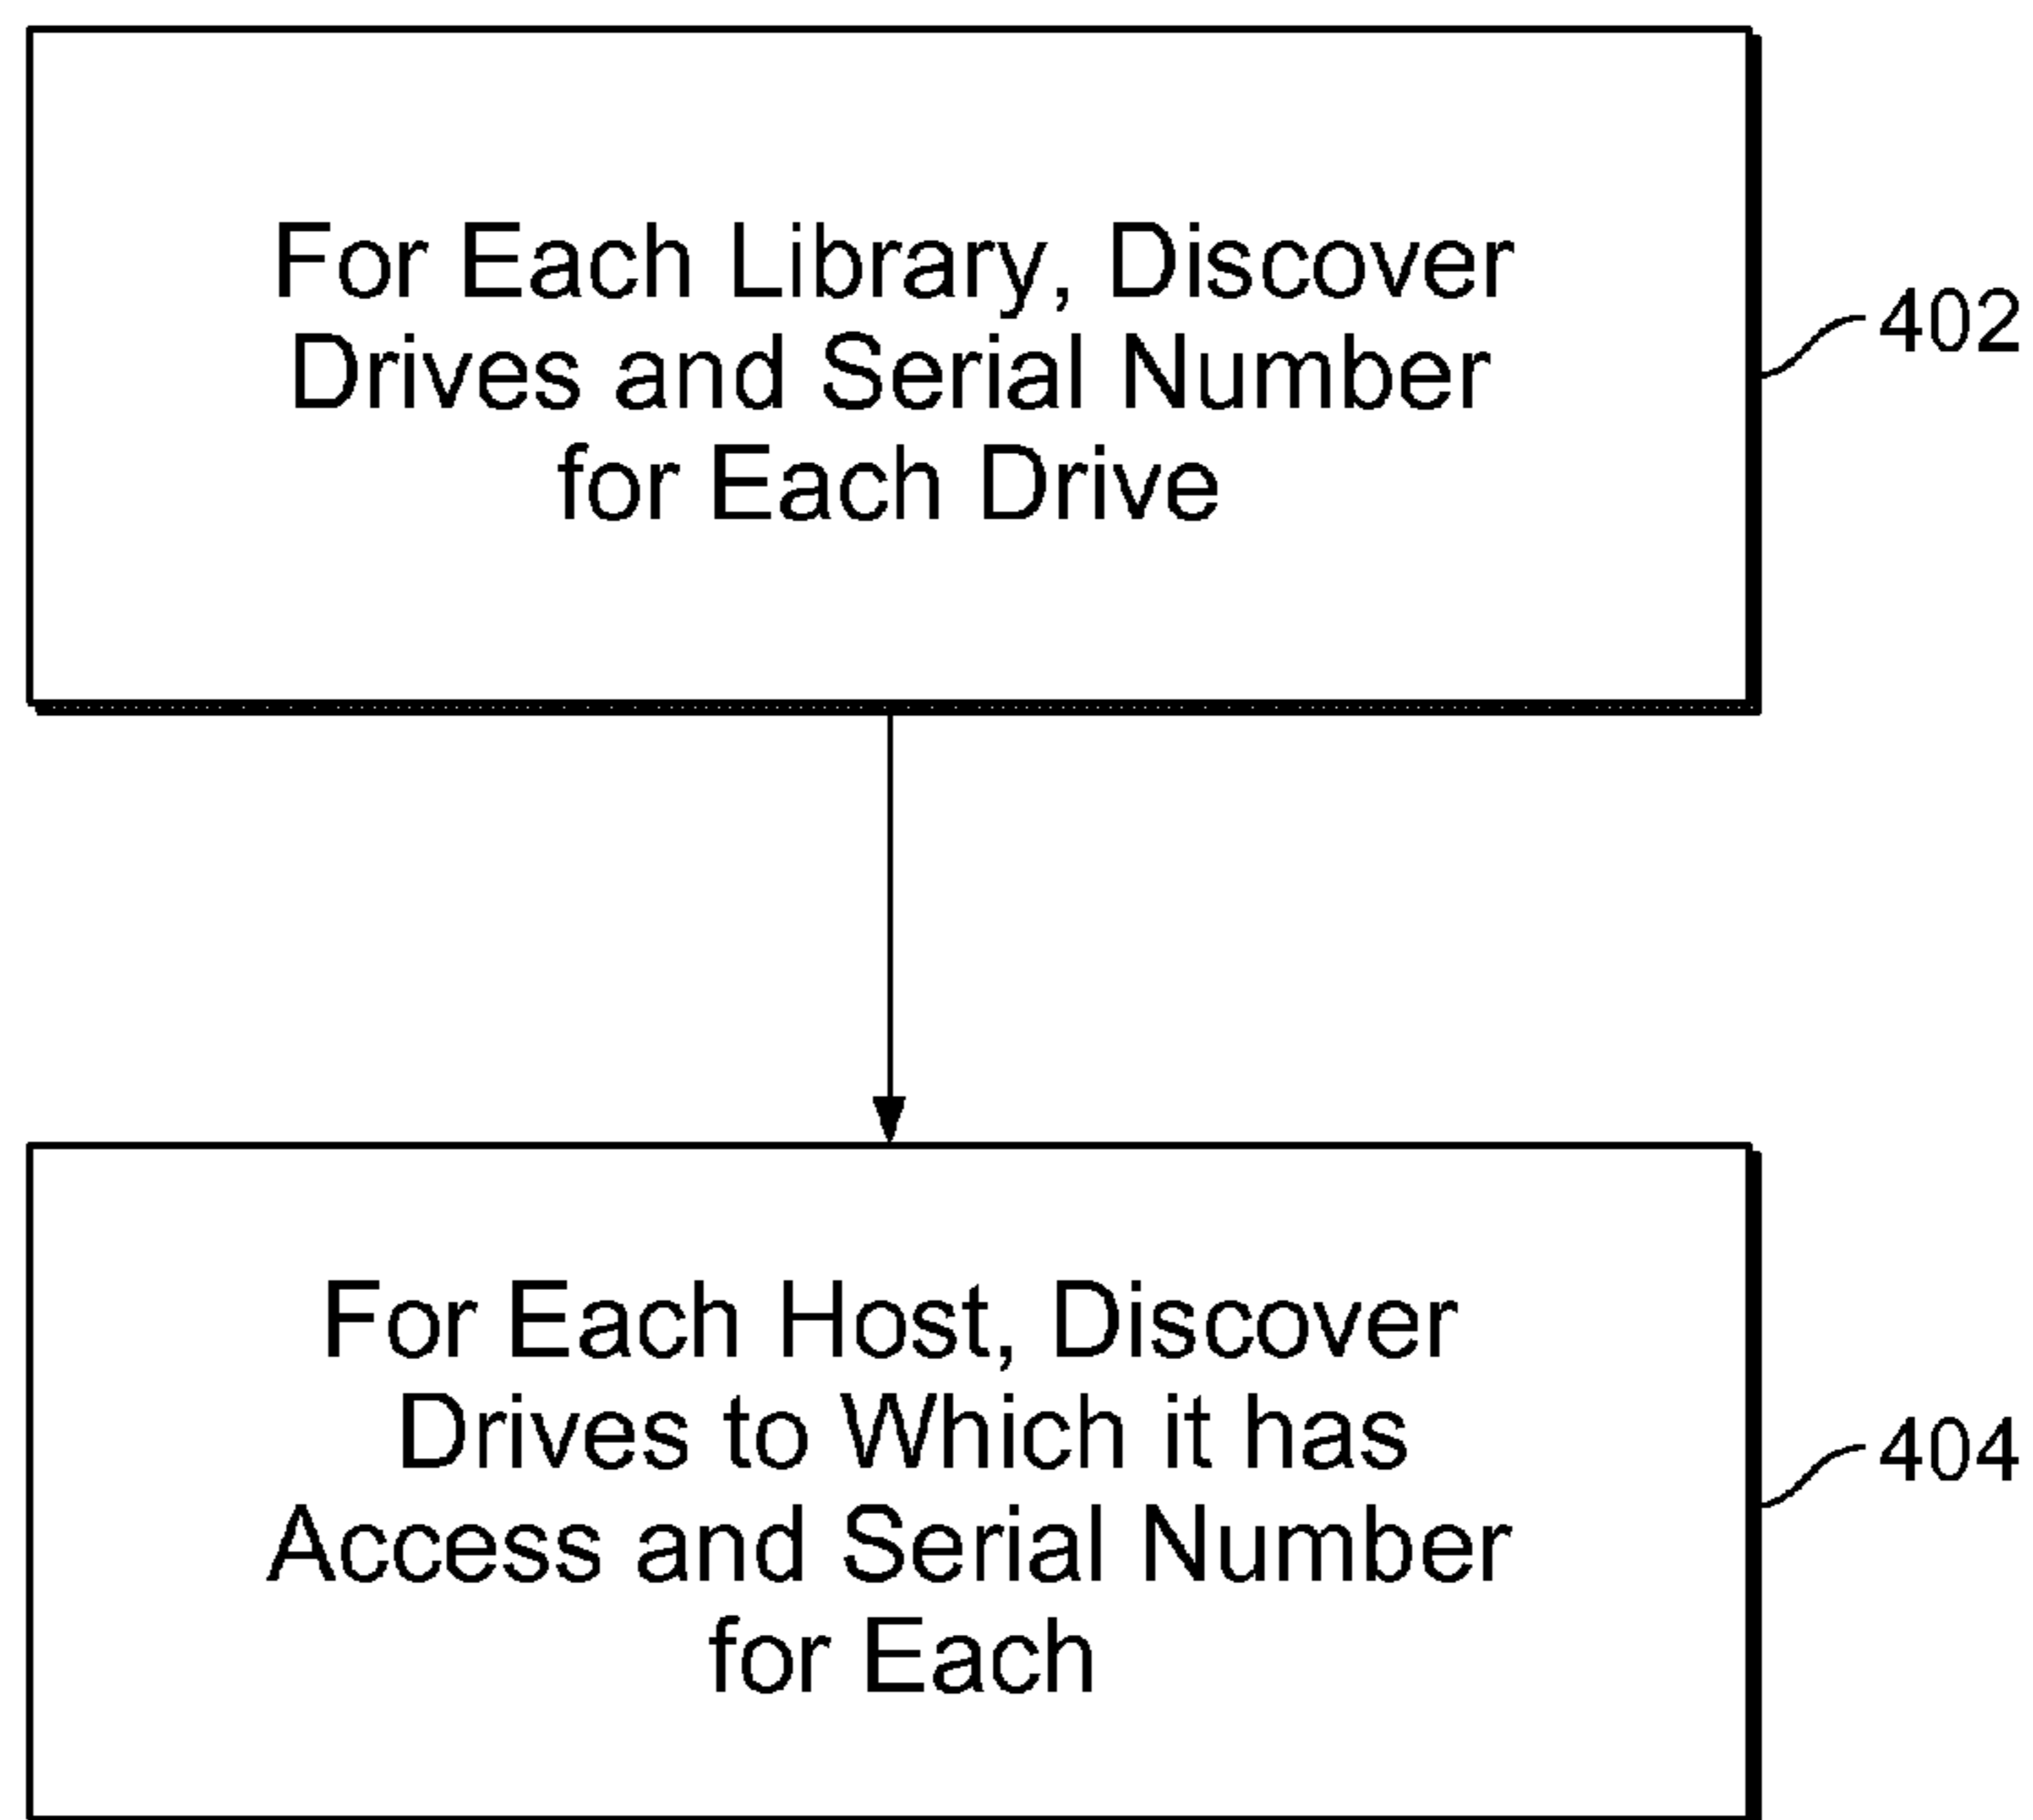 For Each Library, Discover
Drives and Serial Number
for Each Drive
402
For Each Host, Discover
Drives to Which it has
Access and Serial Number
for Each
404